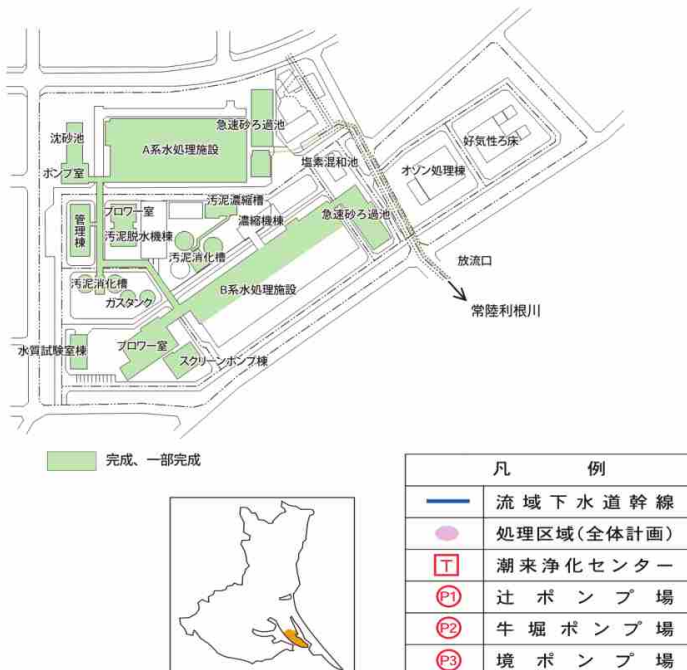 沈砂池
急速砂ろ過池
A系水処理施設
ポンプ室
塩素混和池
オゾン処理棟
好気性ろ床
管理棟
ブロワー室
汚泥脱水機棟
汚泥濃縮槽
濃縮機棟
急速砂ろ過池
汚泥消化槽
汚泥消化槽
ガスタンク
B系水処理施設
放流口
常陸利根川
水質試験室棟
ブロワー室
スクリーンポンプ棟
完成、一部完成
凡 例
流域下水道幹線
処理区域(全体計画)
T 潮来浄化センター
P1 辻ポンプ場
P2 牛堀ポンプ場
P3 境ポンプ場